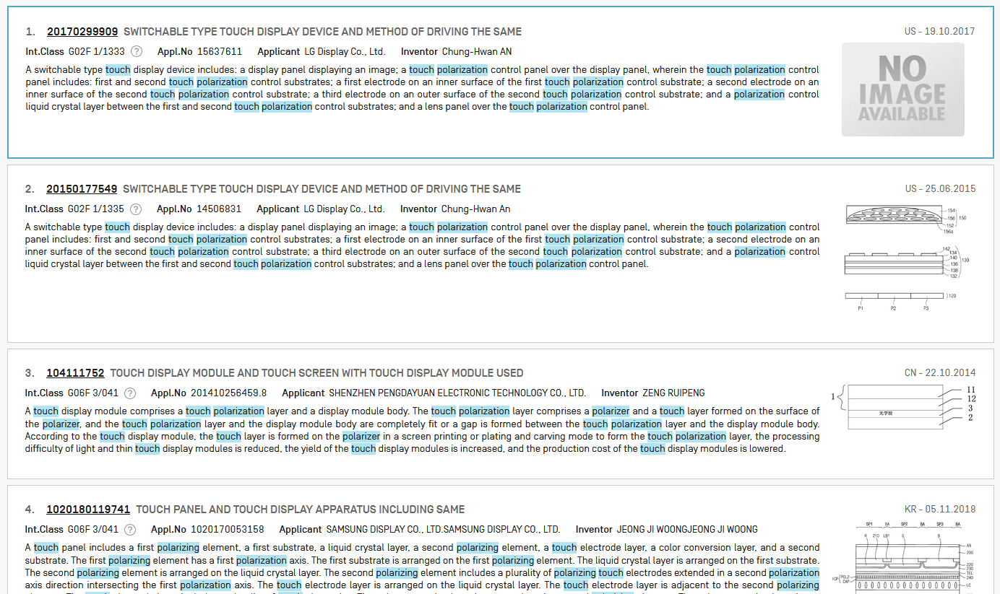 1. 20170299909 SWITCHABLE TYPE TOUCH DISPLAY DEVICE AND METHOD OF DRIVING THE SAME US - 19.10.2017
Int.Class G02F 1/1333 ? Appl.No 15637611 Applicant LG Display Co., Ltd. Inventor Chung-Hwan AN
A switchable type touch display device includes: a display panel displaying an image; a touch polarization control panel over the display panel, wherein the touch polarization control
panel includes: first and second touch polarization control substrates; a first electrode on an inner surface of the first touch polarization control substrate; a second electrode on an
inner surface of the second touch polarization control substrate; a third electrode on an outer surface of the second touch polarization control substrate; and a polarization control
liquid crystal layer between the first and second touch polarization control substrates; and a lens panel over the touch polarization control panel.
NO
IMAGE
AVAILABLE
2. 20150177549 SWITCHABLE TYPE TOUCH DISPLAY DEVICE AND METHOD OF DRIVING THE SAME US - 25.06.2015
Int.Class G02F 1/1335 ? Appl.No 14506831 Applicant LG Display Co., Ltd. Inventor Chung-Hwan An
A switchable type touch display device includes: a display panel displaying an image; a touch polarization control panel over the display panel, wherein the touch polarization control
panel includes: first and second touch polarization control substrates; a first electrode on an inner surface of the first touch polarization control substrate; a second electrode on an
inner surface of the second touch polarization control substrate; a third electrode on an outer surface of the second touch polarization control substrate; and a polarization control
liquid crystal layer between the first and second touch polarization control substrates; and a lens panel over the touch polarization control panel.
154
156 150
152
156a
142
134
140
136 130
138
132
120
P1 P2 P3
3. 104111752 TOUCH DISPLAY MODULE AND TOUCH SCREEN WITH TOUCH DISPLAY MODULE USED CN - 22.10.2014
Int.Class G06F 3/041 ? Appl.No 201410256459.8 Applicant SHENZHEN PENGDAYUAN ELECTRONIC TECHNOLOGY CO., LTD. Inventor ZENG RUIPENG
A touch display module comprises a touch polarization layer and a display module body. The touch polarization layer comprises a polarizer and a touch layer formed on the surface of
the polarizer, and the touch polarization layer and the display module body are completely fit or a gap is formed between the touch polarization layer and the display module body.
According to the touch display module, the touch layer is formed on the polarizer in a screen printing or plating and carving mode to form the touch polarization layer, the processing
difficulty of light and thin touch display modules is reduced, the yield of the touch display modules is increased, and the production cost of the touch display modules is lowered.
1 11
12
3
光学胶 2
4. 1020180119741 TOUCH PANEL AND TOUCH DISPLAY APPARATUS INCLUDING SAME KR - 05.11.2018
Int.Class G06F 3/041 ? Appl.No 1020170053158 Applicant SAMSUNG DISPLAY CO., LTD.SAMSUNG DISPLAY CO., LTD. Inventor JEONG JI WOONGJEONG JI WOONG
A touch panel includes a first polarizing element, a first substrate, a liquid crystal layer, a second polarizing element, a touch electrode layer, a color conversion layer, and a second
substrate. The first polarizing element has a first polarization axis. The first substrate is arranged on the first polarizing element. The liquid crystal layer is arranged on the first substrate.
The second polarizing element is arranged on the liquid crystal layer. The second polarizing element includes a plurality of polarizing touch electrodes extended in a second polarization
axis direction intersecting the first polarization axis. The touch electrode layer is arranged on the liquid crystal layer. The touch electrode layer is adjacent to the second polarizing
SP1 BA SP2 BA SP3 BA
R 210 LB1 G B
AR
200
220
230
TEL
240
LC